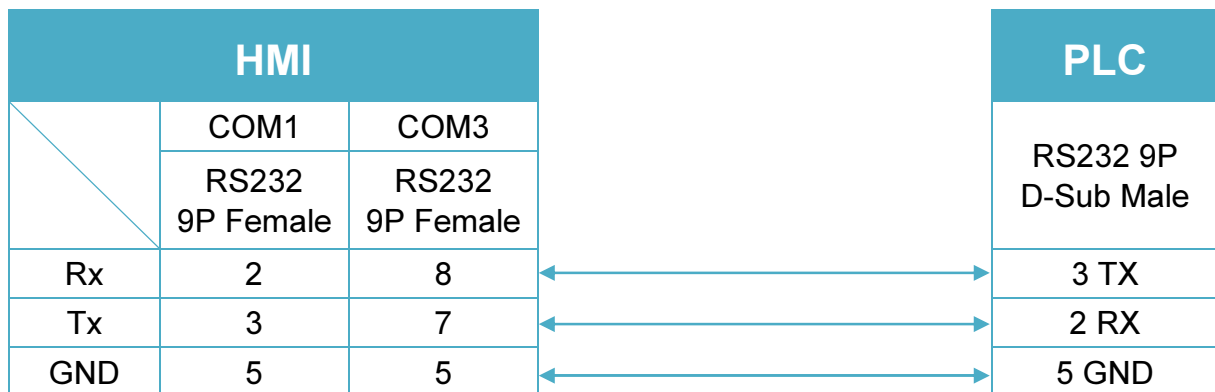 HMI PLC
COM1 COM3
RS232 9P
D-Sub Male
RS232 RS232
9P Female 9P Female
Rx 2 8 3 TX
Tx 3 7 2 RX
GND 5 5 5 GND